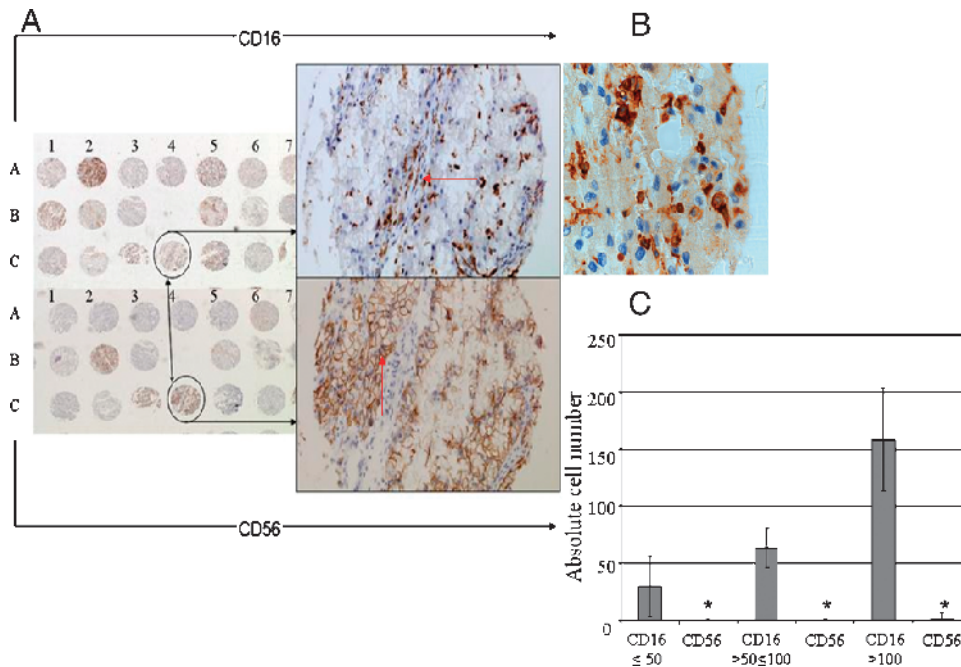 A
CD16
B
1 2 3 4 5 6 7
A
B
C
1 2 3 4 5 6 7
A
B
C
CD56
C
Absolute cell number
250
200
150
100
50
0
* * *
CD16 CD56 CD16 CD56 CD16 CD56
≤ 50 >50≤100 >100